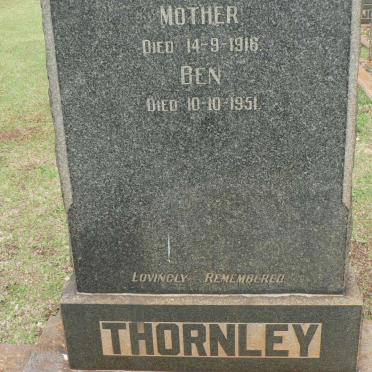 MOTHER
DIED 14-9-1916
BEN
DIED 10-10-1951
LOVINGLY REMEMBERED
THORNLEY